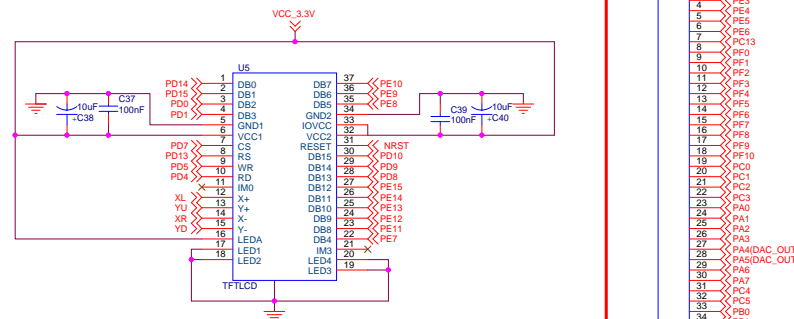 VCC_3.3V
U5
PD14 1 DB0 DB7 37 PE10
PD15 2 DB1 DB6 36 PE9
PD0 3 DB2 DB5 35 PE8
PD1 4 DB3 GND2 34
5 GND1 IOVCC 33
6 VCC1 VCC2 32
PD7 7 CS RESET 31 NRST
PD13 8 RS DB15 30 PD10
PD5 9 WR DB14 29 PD9
PD4 10 RD DB13 28 PD8
11 IM0 DB12 27 PE15
XL 12 X+ DB11 26 PE14
YU 13 Y+ DB10 25 PE13
XR 14 X- DB9 24 PE12
YD 15 Y- DB8 23 PE11
16 LEDA DB4 22 PE7
17 LED1 IM3 21
18 LED2 LED4 20
LED3 19
TFTLCD
10uF
+C38
C37
100nF
C39
100nF
10uF
+C40
PE3
4 PE4
5 PE5
6 PE6
7 PC13
8 PF0
9 PF1
10 PF2
11 PF3
12 PF4
13 PF5
14 PF6
15 PF7
16 PF8
17 PF9
18 PF10
19 PC0
20 PC1
21 PC2
22 PC3
23 PA0
24 PA1
25 PA2
26 PA3
27 PA4(DAC_OUT
28 PA5(DAC_OUT
29 PA6
30 PA7
31 PC4
32 PC5
33 PB0
34